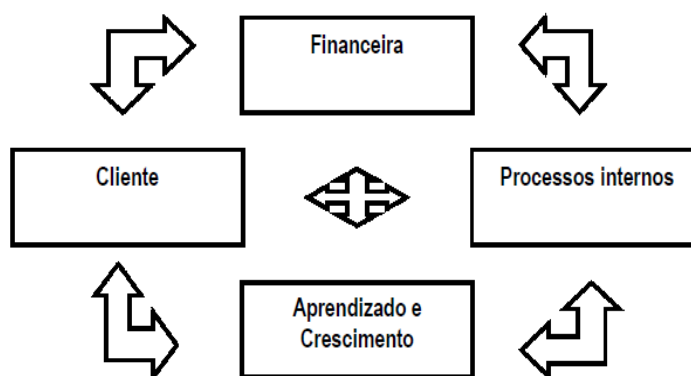 Financeira
Cliente
Processos internos
Aprendizado e
Crescimento